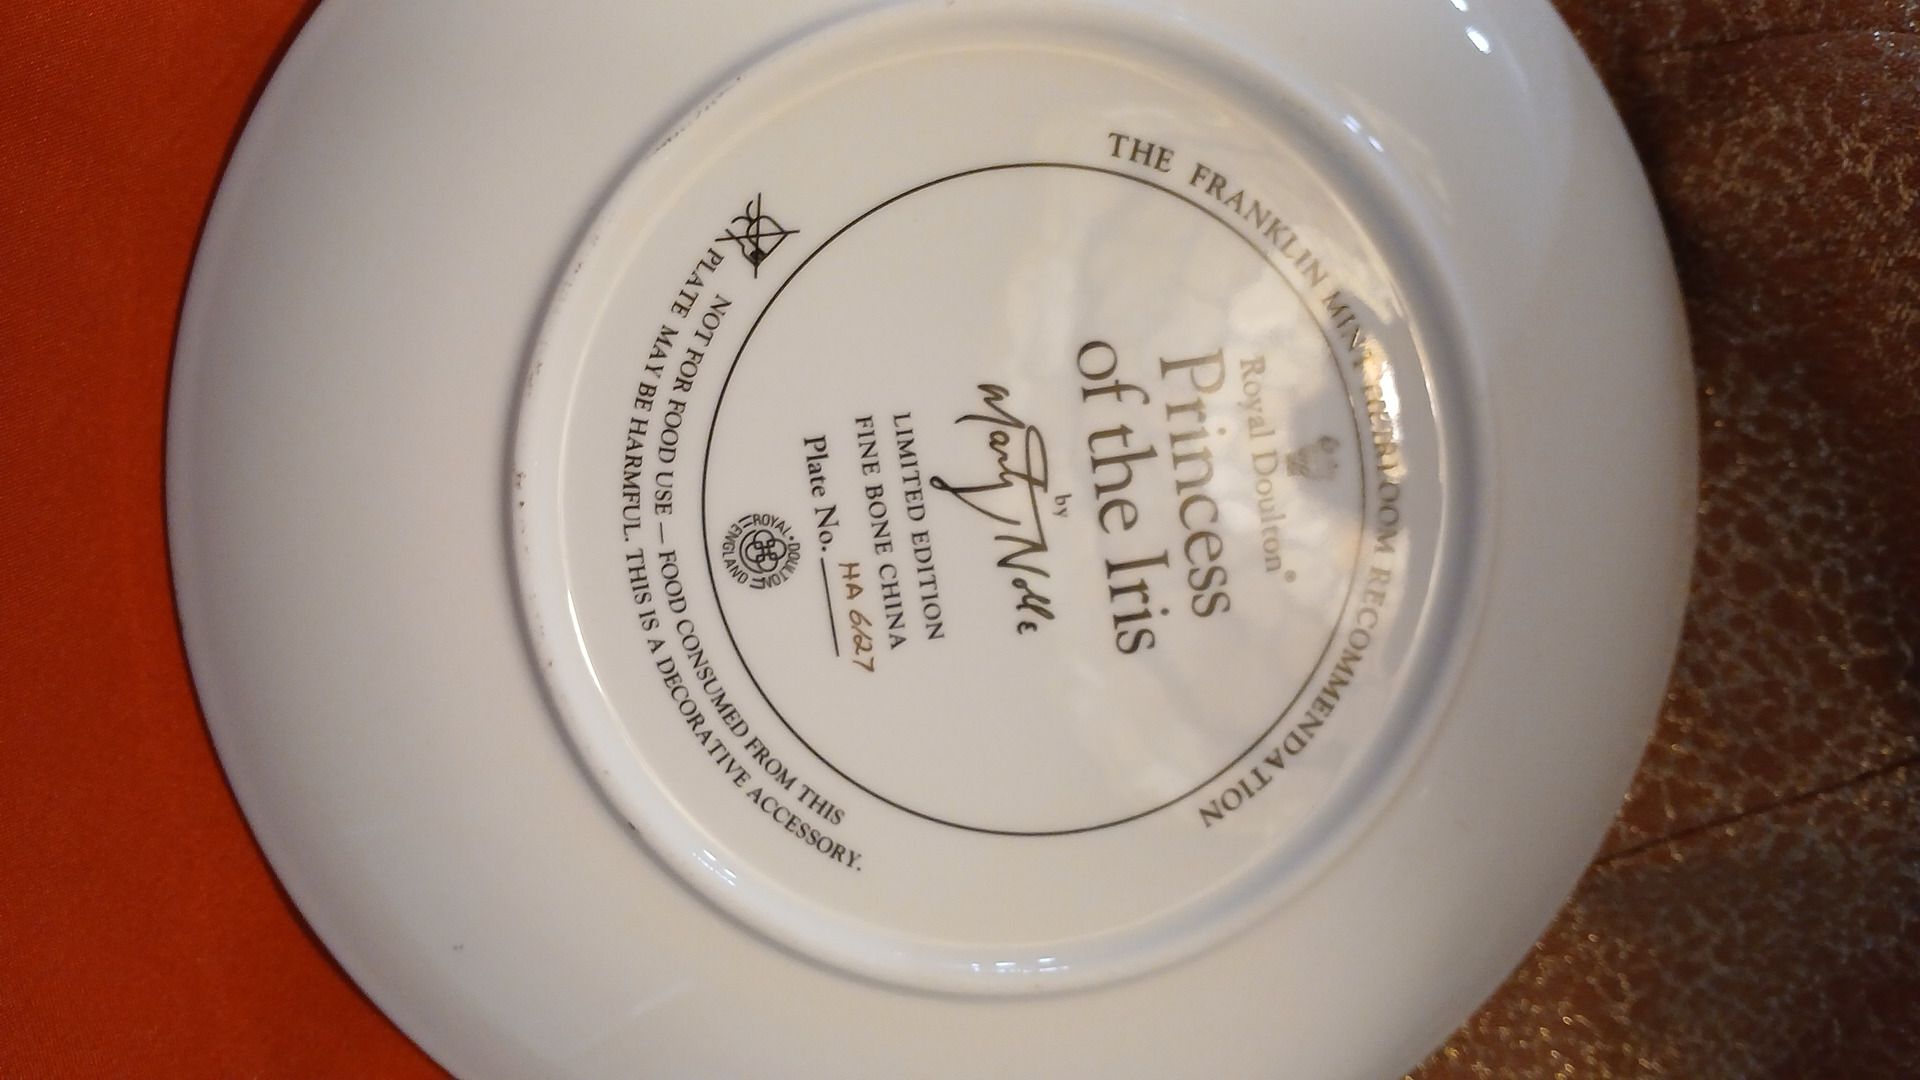 THE FRANKLIN MINT HEIRLOOM RECOMMENDATION
Royal Doulton®
Princess
of the Iris
by
Marty Noble
LIMITED EDITION
FINE BONE CHINA
Plate No. HA 6127
ROYAL · DOULTON
ENGLAND
NOT FOR FOOD USE – FOOD CONSUMED FROM THIS
PLATE MAY BE HARMFUL. THIS IS A DECORATIVE ACCESSORY.